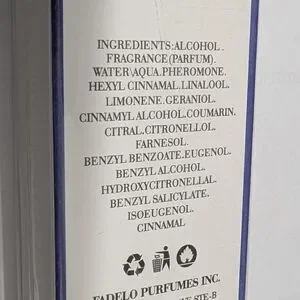 INGREDIENTS:ALCOHOL.
FRAGRANCE(PARFUM).
WATER\AQUA.PHEROMONE.
HEXYL CINNAMAL.LINALOOL.
LIMONENE.GERANIOL.
CINNAMYL ALCOHOL.COUMARIN.
CITRAL.CITRONELLOL.
FARNESOL.
BENZYL BENZOATE.EUGENOL.
BENZYL ALCOHOL.
HYDROXYCITRONELLAL.
BENZYL SALICYLATE.
ISOEUGENOL.
CINNAMAL
FADELO PURFUMES INC.
STE-B